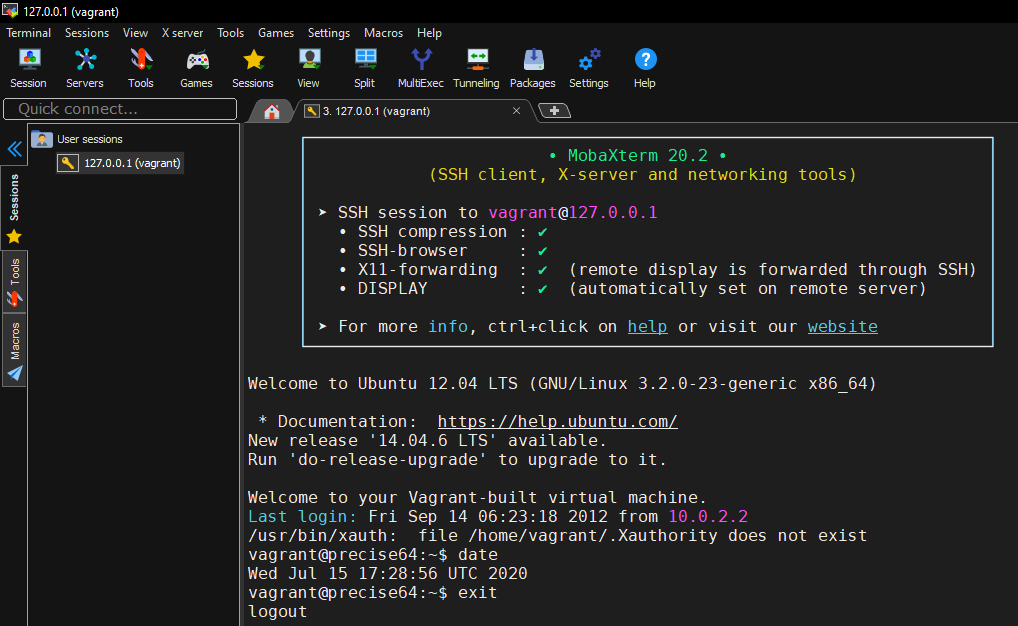 127.0.0.1 (vagrant)
Terminal Sessions View X server Tools Games Settings Macros Help
Session Servers Tools Games Sessions View Split MultiExec Tunneling Packages Settings Help
Quick connect...
3. 127.0.0.1 (vagrant)
User sessions
127.0.0.1 (vagrant)
Sessions
Tools
Macros
• MobaXterm 20.2 •
(SSH client, X-server and networking tools)
➤ SSH session to vagrant@127.0.0.1
• SSH compression : ✔
• SSH-browser     : ✔
• X11-forwarding  : ✔  (remote display is forwarded through SSH)
• DISPLAY         : ✔  (automatically set on remote server)
➤ For more info, ctrl+click on help or visit our website
Welcome to Ubuntu 12.04 LTS (GNU/Linux 3.2.0-23-generic x86_64)
* Documentation:  https://help.ubuntu.com/
New release '14.04.6 LTS' available.
Run 'do-release-upgrade' to upgrade to it.
Welcome to your Vagrant-built virtual machine.
Last login: Fri Sep 14 06:23:18 2012 from 10.0.2.2
/usr/bin/xauth:  file /home/vagrant/.Xauthority does not exist
vagrant@precise64:~$ date
Wed Jul 15 17:28:56 UTC 2020
vagrant@precise64:~$ exit
logout